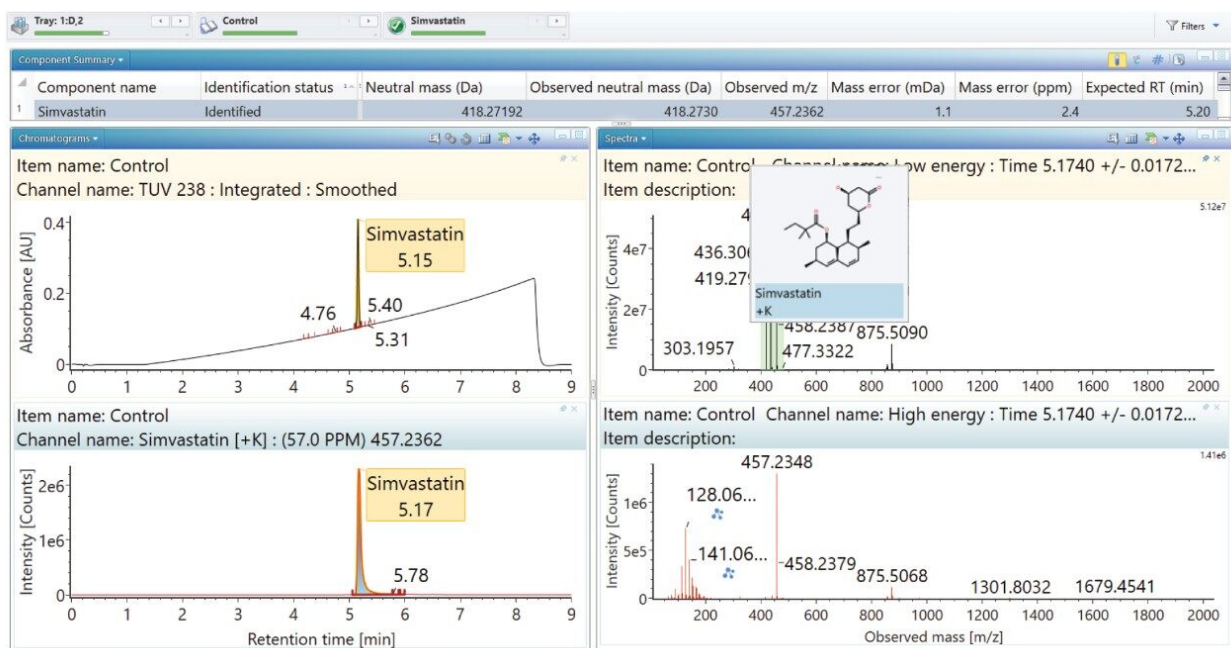 Tray: 1:D,2
Control
Simvastatin
Filters
Component Summary
Component name Identification status Neutral mass (Da) Observed neutral mass (Da) Observed m/z Mass error (mDa) Mass error (ppm) Expected RT (min)
1 Simvastatin Identified 418.27192 418.2730 457.2362 1.1 2.4 5.20
Chromatograms
Item name: Control
Channel name: TUV 238 : Integrated : Smoothed
Absorbance [AU]
0.4
0.2
0
Simvastatin
5.15
4.76
5.40
5.31
0 1 2 3 4 5 6 7 8 9
Item name: Control
Channel name: Simvastatin [+K] : (57.0 PPM) 457.2362
Intensity [Counts]
2e6
1e6
0
Simvastatin
5.17
5.78
0 1 2 3 4 5 6 7 8 9
Retention time [min]
Spectra
Item name: Control Channel name: Low energy : Time 5.1740 +/- 0.0172...
Item description:
5.12e7
Intensity [Counts]
4e7
2e7
0
436.306
419.279
Simvastatin
+K
458.2387
875.5090
303.1957
477.3322
200 400 600 800 1000 1200 1400 1600 1800 2000
Item name: Control Channel name: High energy : Time 5.1740 +/- 0.0172...
Item description:
1.41e6
Intensity [Counts]
1e6
5e5
0
457.2348
128.06...
141.06...
458.2379
875.5068
1301.8032
1679.4541
200 400 600 800 1000 1200 1400 1600 1800 2000
Observed mass [m/z]